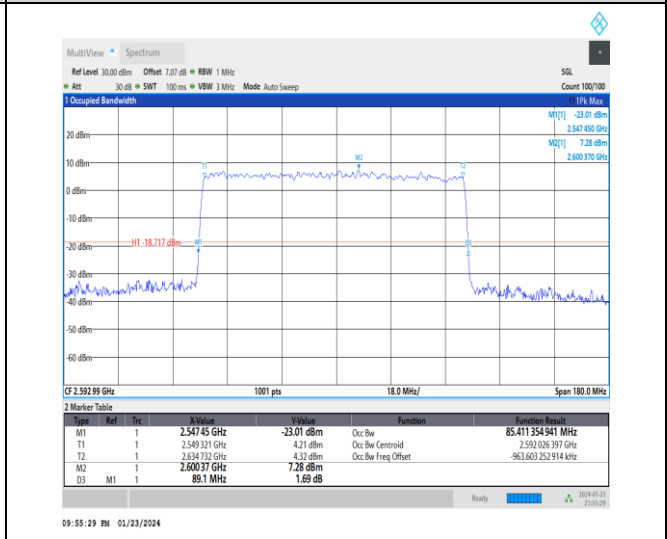 MultiView Spectrum
Ref Level 30.00 dBm Offset 7.07 dB RBW 1 MHz SGL
Att 30 dB SWT 100 ms VBW 3 MHz Mode Auto Sweep Count 100/100
1 Occupied Bandwidth 1Pk Max
M1[1] -23.01 dBm
2.547 450 GHz
20 dBm
M2[1] 7.28 dBm
2.600 370 GHz
10 dBm
T1
M2
T2
0 dBm
-10 dBm
-20 dBm
H1 -18.717 dBm
M1
D3
-30 dBm
-40 dBm
-50 dBm
-60 dBm
CF 2.592 99 GHz 1001 pts 18.0 MHz/ Span 180.0 MHz
2 Marker Table
Type Ref Trc X-Value Y-Value Function Function Result
M1 1 2.547 45 GHz -23.01 dBm Occ Bw 85.411 354 941 MHz
T1 1 2.549 321 GHz 4.21 dBm Occ Bw Centroid 2.592 026 397 GHz
T2 1 2.634 732 GHz 4.32 dBm Occ Bw Freq Offset -963.603 252 914 kHz
M2 1 2.600 37 GHz 7.28 dBm
D3 M1 1 89.1 MHz 1.69 dB
Ready 2024-01-23
21:55:29
09:55:29 PM 01/23/2024